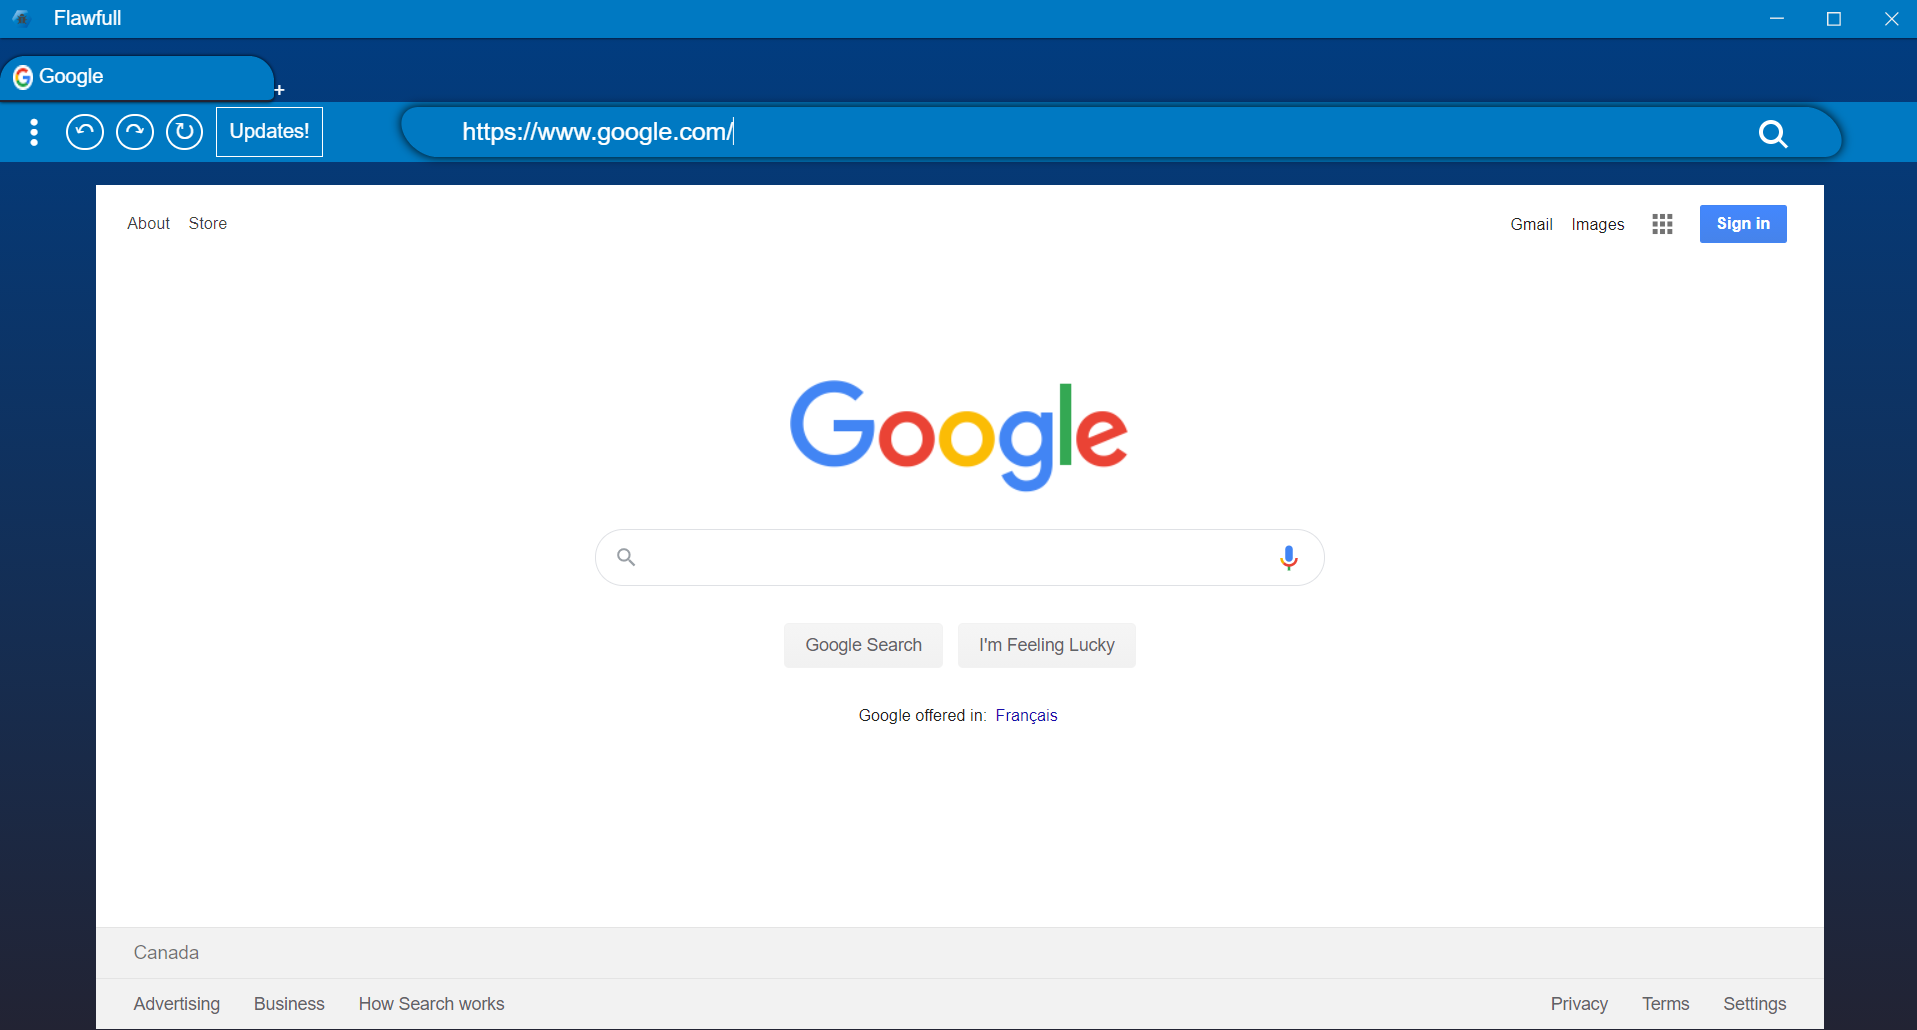 Flawfull
Google
+
Updates!
https://www.google.com/
About Store
Gmail Images Sign in
Google
Google Search I'm Feeling Lucky
Google offered in: Français
Canada
Advertising Business How Search works
Privacy Terms Settings